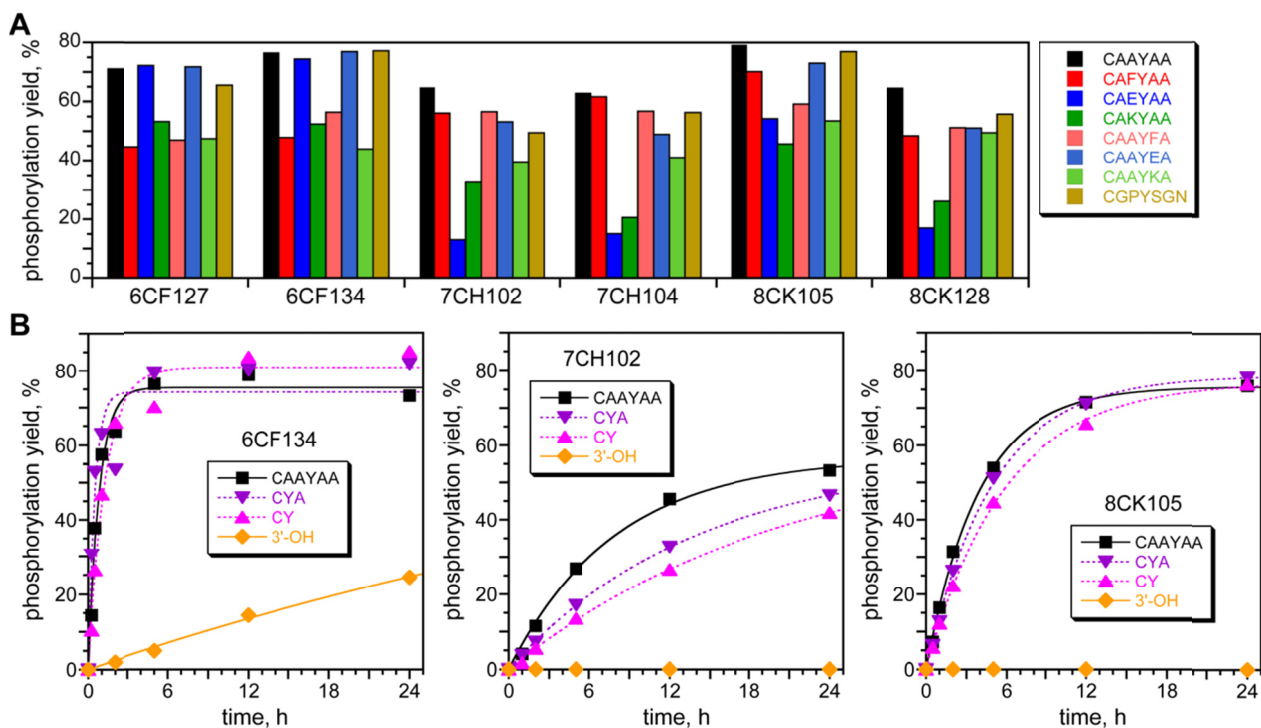 A
phosphorylation yield, %
80
60
40
20
0
6CF127 6CF134 7CH102 7CH104 8CK105 8CK128
CAAYAA
CAFYAA
CAEYAA
CAKYAA
CAAYFA
CAAYEA
CAAYKA
CGPYSGN
B
phosphorylation yield, %
80
60
40
20
0
6CF134
CAAYAA
CYA
CY
3'-OH
0 6 12 18 24
time, h
phosphorylation yield, %
80
60
40
20
0
7CH102
CAAYAA
CYA
CY
3'-OH
0 6 12 18 24
time, h
phosphorylation yield, %
80
60
40
20
0
8CK105
CAAYAA
CYA
CY
3'-OH
0 6 12 18 24
time, h